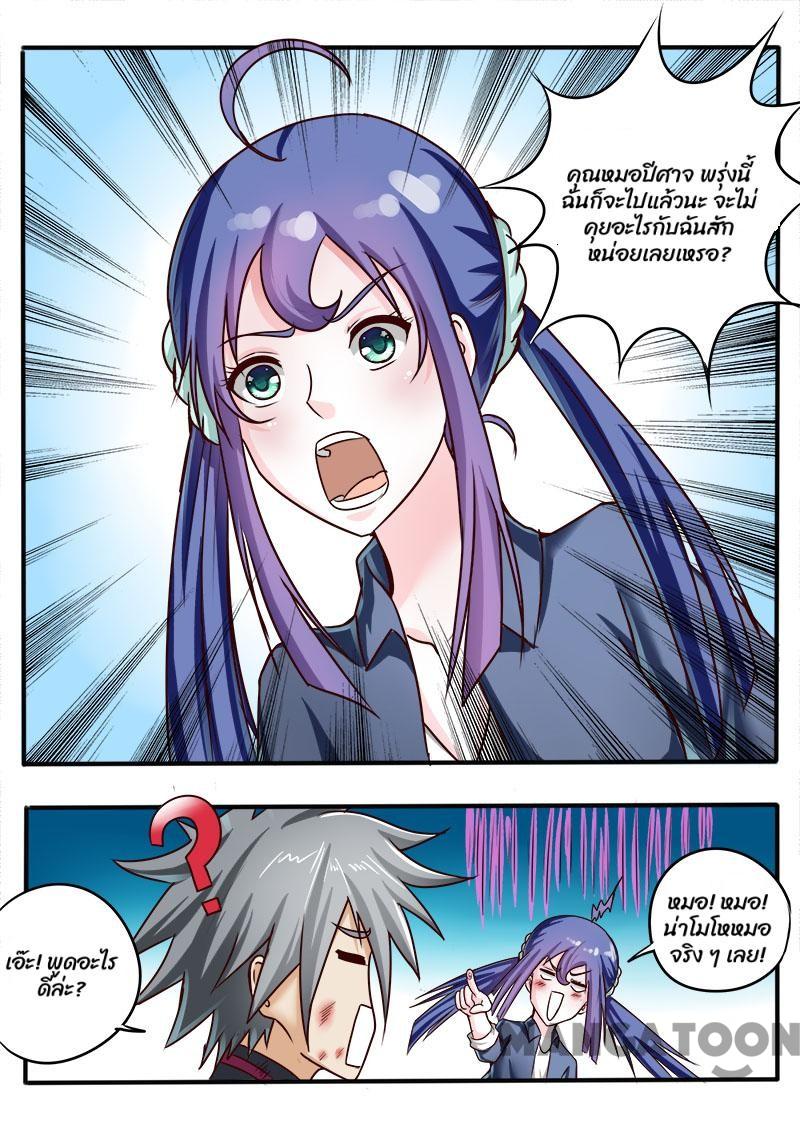 คุณหมอปีศาจ พรุ่งนี้
ฉันก็จะไปแล้วนะ จะไม่
คุยอะไรกับฉันสัก
หน่อยเลยเหรอ?
?
เอ๊ะ! พูดอะไร
ดีล่ะ?
หมอ! หมอ!
น่าโมโหหมอ
จริง ๆ เลย!
MANGATOON